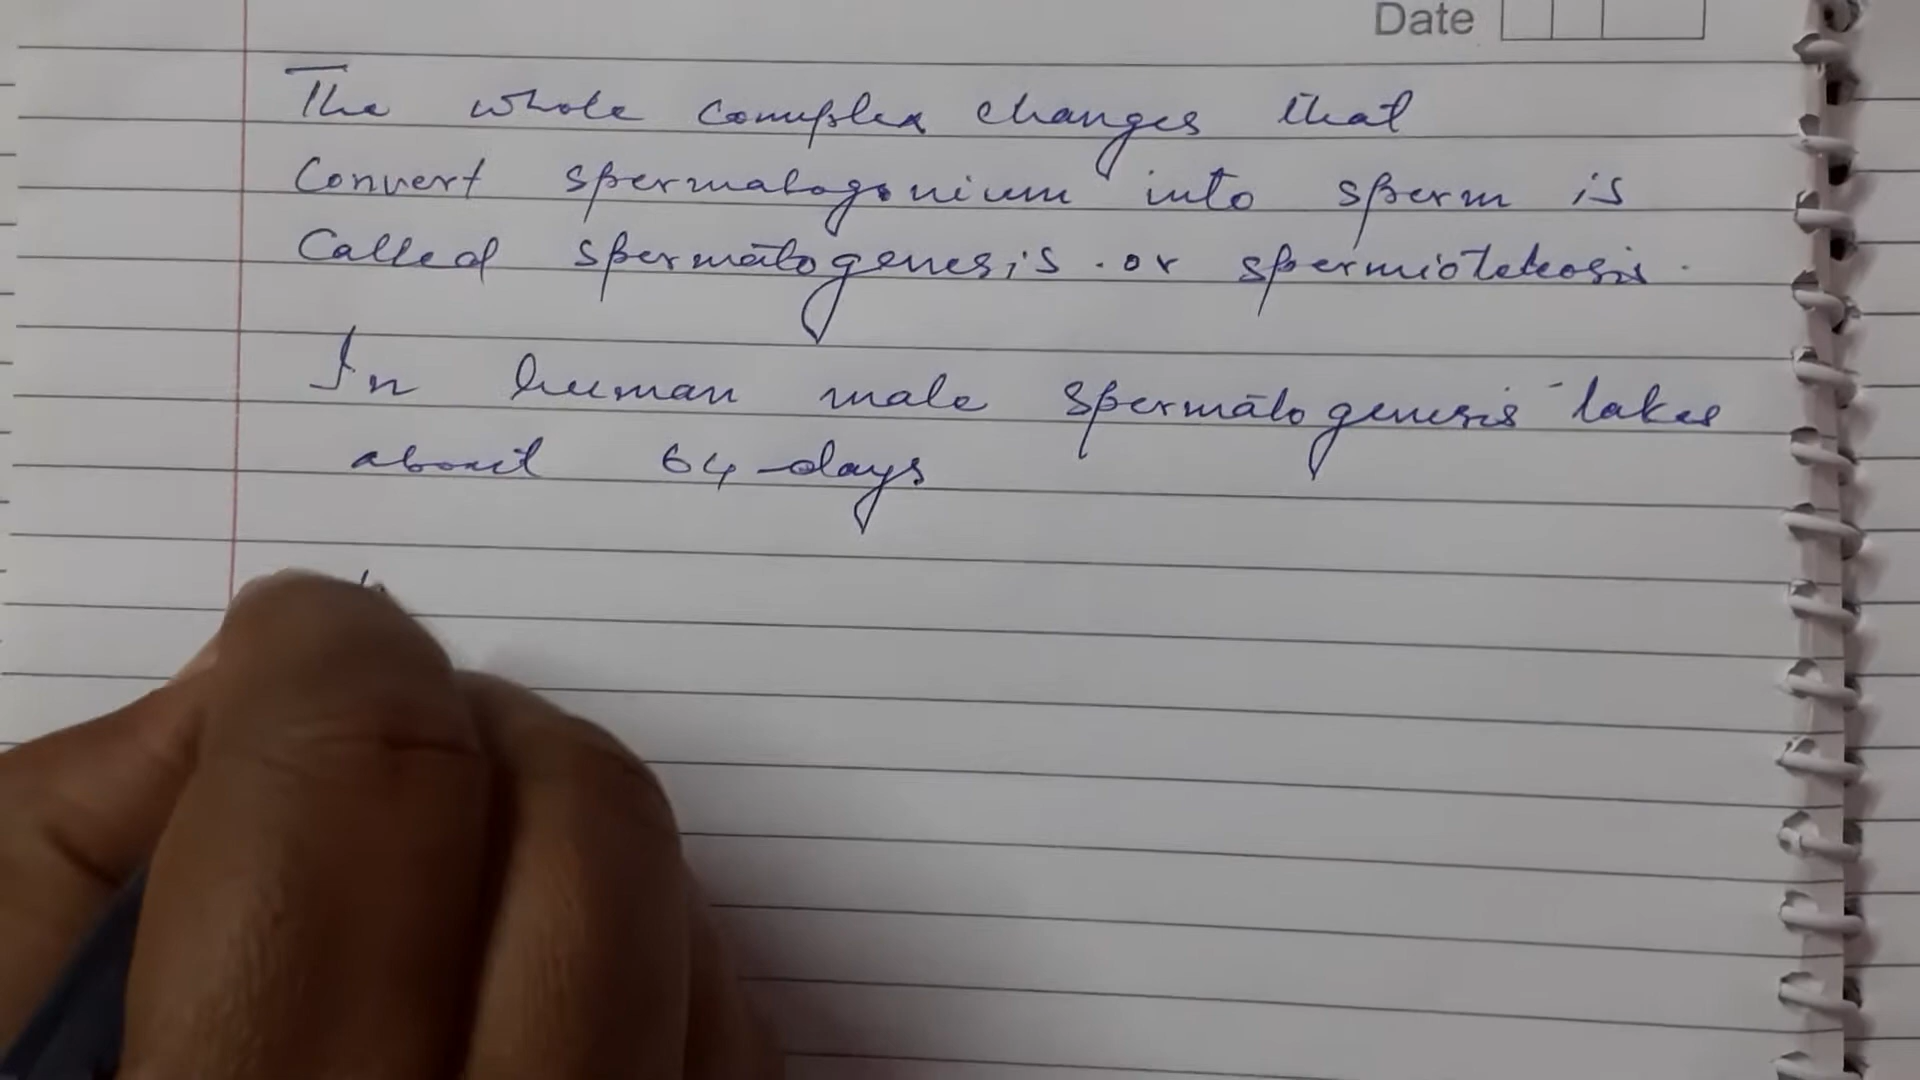 Date
The whole complex changes that
Convert spermatogonium into sperm is
Called spermatogenesis . or spermioteleosis .
In human male spermatogenesis takes
about 64 days